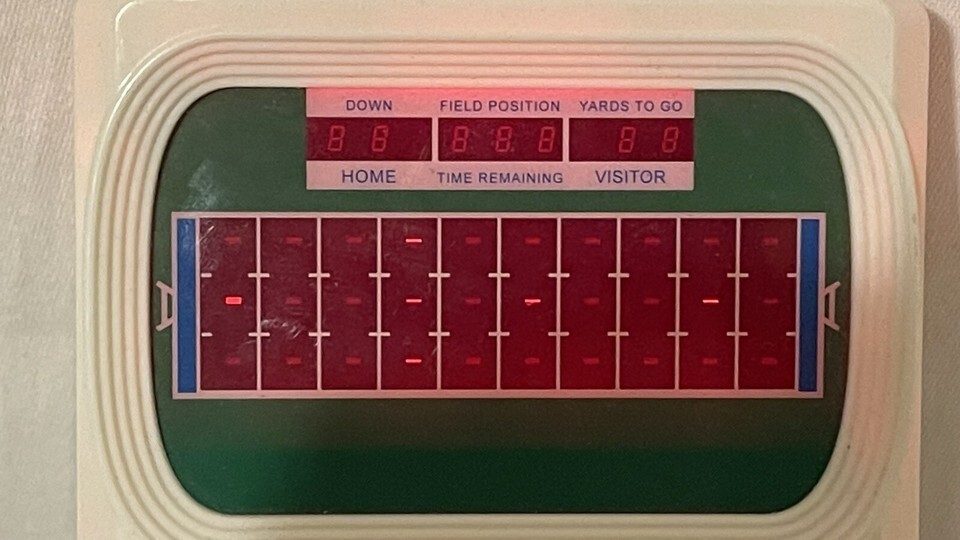 DOWN FIELD POSITION YARDS TO GO
HOME TIME REMAINING VISITOR